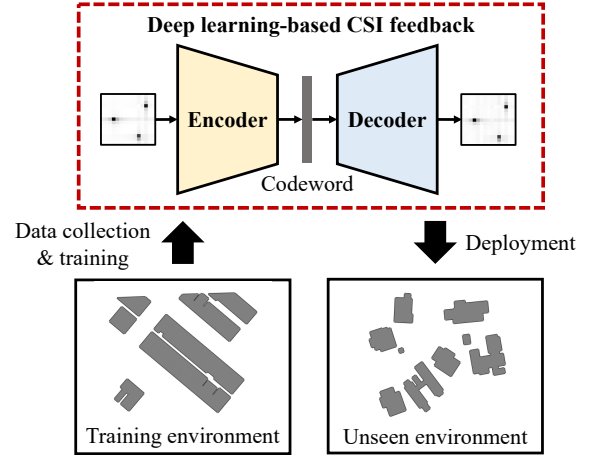 Deep learning-based CSI feedback
Encoder
Decoder
Codeword
Data collection
& training
Deployment
Training environment
Unseen environment